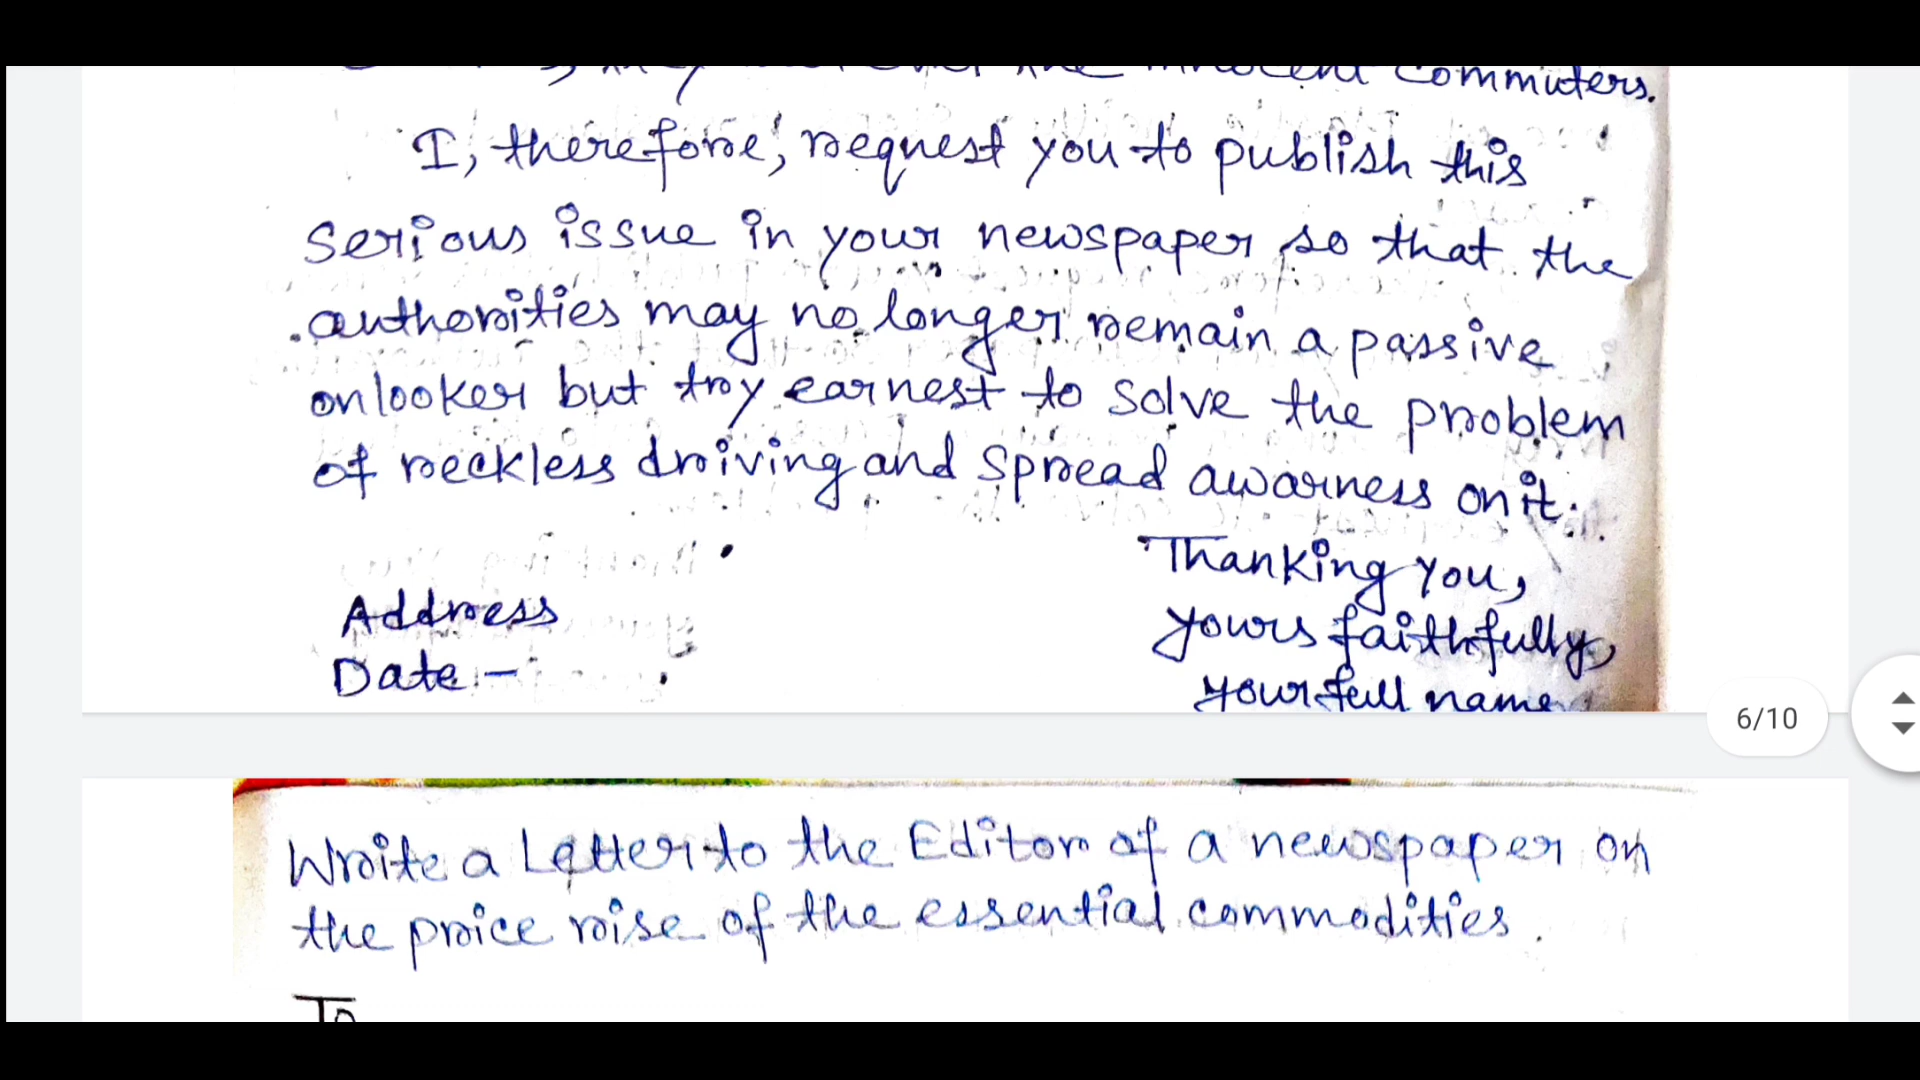 the innocent commuters.
I, therefore, request you to publish this
serious issue in your newspaper so that the
authorities may no longer remain a passive
onlooker but try earnest to solve the problem
of reckless driving and spread awarness on it.
Thanking you,
Address
yours faithfully,
Date :-
your full name
6/10
Write a Letter to the Editor of a newspaper on
the price rise of the essential commodities.
To